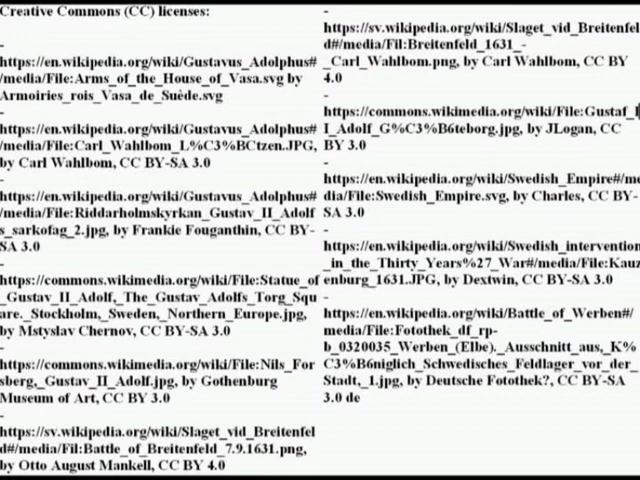 Creative Commons (CC) licenses:
-
https://en.wikipedia.org/wiki/Gustavus_Adolphus#
/media/File:Arms_of_the_House_of_Vasa.svg by
Armoiries_rois_Vasa_de_Suède.svg
-
https://en.wikipedia.org/wiki/Gustavus_Adolphus#
/media/File:Carl_Wahlbom_L%C3%BCtzen.JPG,
by Carl Wahlbom, CC BY-SA 3.0
-
https://en.wikipedia.org/wiki/Gustavus_Adolphus#
/media/File:Riddarholmskyrkan_Gustav_II_Adolf
s_sarkofag_2.jpg, by Frankie Fouganthin, CC BY-
SA 3.0
-
https://commons.wikimedia.org/wiki/File:Statue_of
_Gustav_II_Adolf,_The_Gustav_Adolfs_Torg_Squ
are._Stockholm,_Sweden,_Northern_Europe.jpg,
by Mstyslav Chernov, CC BY-SA 3.0
-
https://commons.wikimedia.org/wiki/File:Nils_For
sberg,_Gustav_II_Adolf.jpg, by Gothenburg
Museum of Art, CC BY 3.0
-
https://sv.wikipedia.org/wiki/Slaget_vid_Breitenfel
d#/media/Fil:Battle_of_Breitenfeld_7.9.1631.png,
by Otto August Mankell, CC BY 4.0
-
https://sv.wikipedia.org/wiki/Slaget_vid_Breitenfel
d#/media/Fil:Breitenfeld_1631_-
_Carl_Wahlbom.png, by Carl Wahlbom, CC BY
4.0
-
https://commons.wikimedia.org/wiki/File:Gustaf_I
I_Adolf_G%C3%B6teborg.jpg, by JLogan, CC
BY 3.0
-
https://en.wikipedia.org/wiki/Swedish_Empire#/me
dia/File:Swedish_Empire.svg, by Charles, CC BY-
SA 3.0
-
https://en.wikipedia.org/wiki/Swedish_intervention
_in_the_Thirty_Years%27_War#/media/File:Kauz
enburg_1631.JPG, by Dextwin, CC BY-SA 3.0
-
https://en.wikipedia.org/wiki/Battle_of_Werben#/
media/File:Fotothek_df_rp-
b_0320035_Werben_(Elbe)._Ausschnitt_aus,_K%
C3%B6niglich_Schwedisches_Feldlager_vor_der_
Stadt,_1.jpg, by Deutsche Fotothek?, CC BY-SA
3.0 de